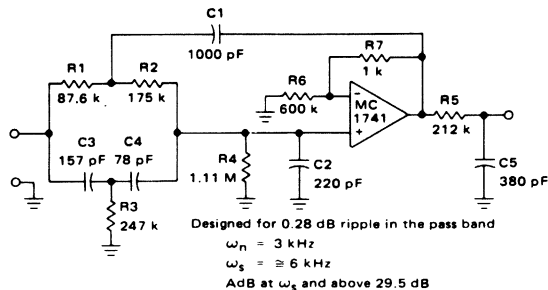 C1
1000 pF
R1
87.6 k
R2
175 k
R7
1 k
R6
600 k
MC
1741
R5
212 k
C3
157 pF
C4
78 pF
R3
247 k
R4
1.11 M
C2
220 pF
C5
380 pF
Designed for 0.28 dB ripple in the pass band
ωn = 3 kHz
ωs = ≅ 6 kHz
AdB at ωs and above 29.5 dB